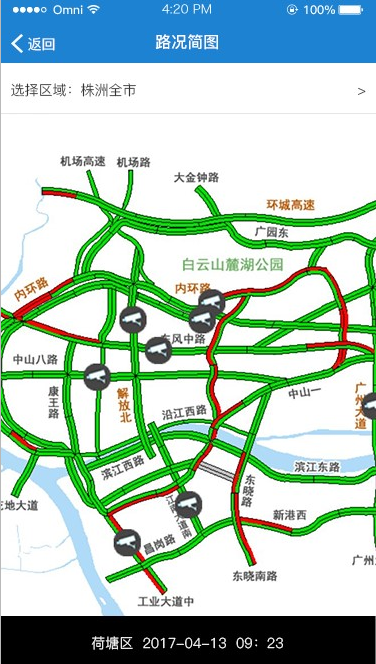 Omni 4:20 PM 100%
返回 路况简图
选择区域：株洲全市 >
机场高速 机场路
大金钟路
环城高速
广园东
白云山麓湖公园
内环路 内环路
东风中路
中山八路
康王路
解放北
中山一
广州大道
沿江西路
滨江西路
滨江东路
东晓路
花地大道
江南大道南
新港西
昌岗路
广州
东晓南路
工业大道中
荷塘区 2017-04-13 09：23